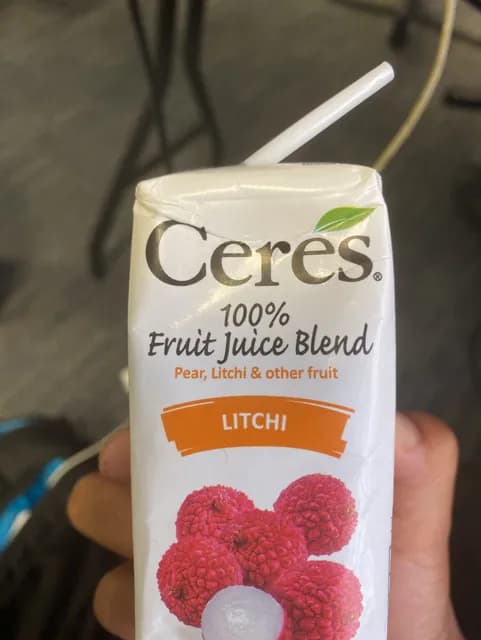 Ceres®
100%
Fruit Juice Blend
Pear, Litchi & other fruit
LITCHI